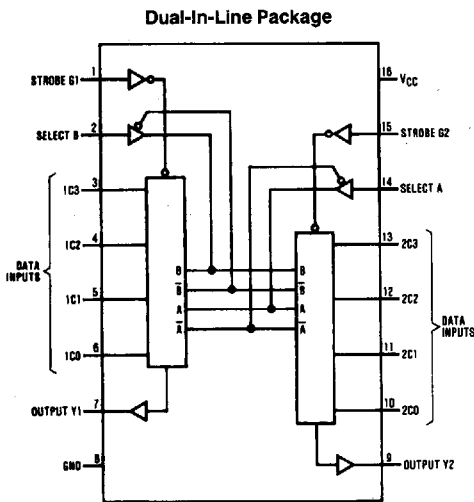 Dual-In-Line Package
1
STROBE G1
16
VCC
2
SELECT B
15
STROBE G2
14
SELECT A
3
1C3
4
1C2
DATA
INPUTS
5
1C1
6
1C0
B
B̅
A
A̅
B
B̅
A
A̅
13
2C3
12
2C2
DATA
INPUTS
11
2C1
10
2C0
7
OUTPUT Y1
8
GND
9
OUTPUT Y2